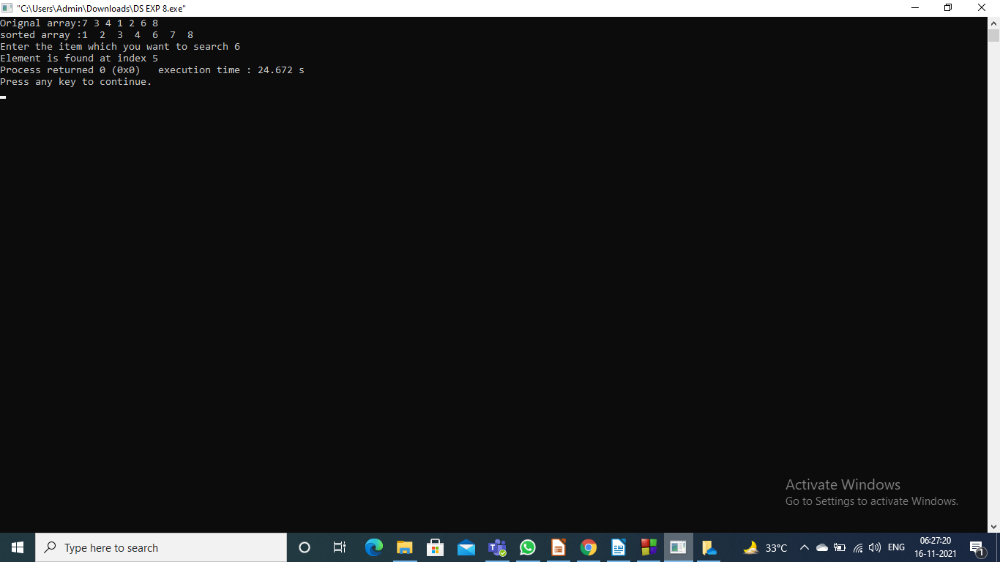 "C:\Users\Admin\Downloads\DS EXP 8.exe"
Orignal array:7 3 4 1 2 6 8
sorted array :1  2  3  4  6  7  8
Enter the item which you want to search 6
Element is found at index 5
Process returned 0 (0x0)   execution time : 24.672 s
Press any key to continue.
Activate Windows
Go to Settings to activate Windows.
Type here to search
33°C
ENG
06:27:20
16-11-2021
1